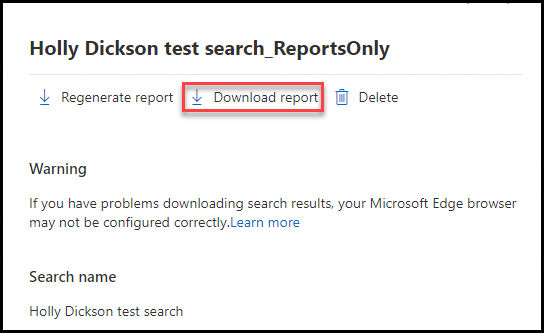 Holly Dickson test search_ReportsOnly
Regenerate report Download report Delete
Warning
If you have problems downloading search results, your Microsoft Edge browser
may not be configured correctly.Learn more
Search name
Holly Dickson test search